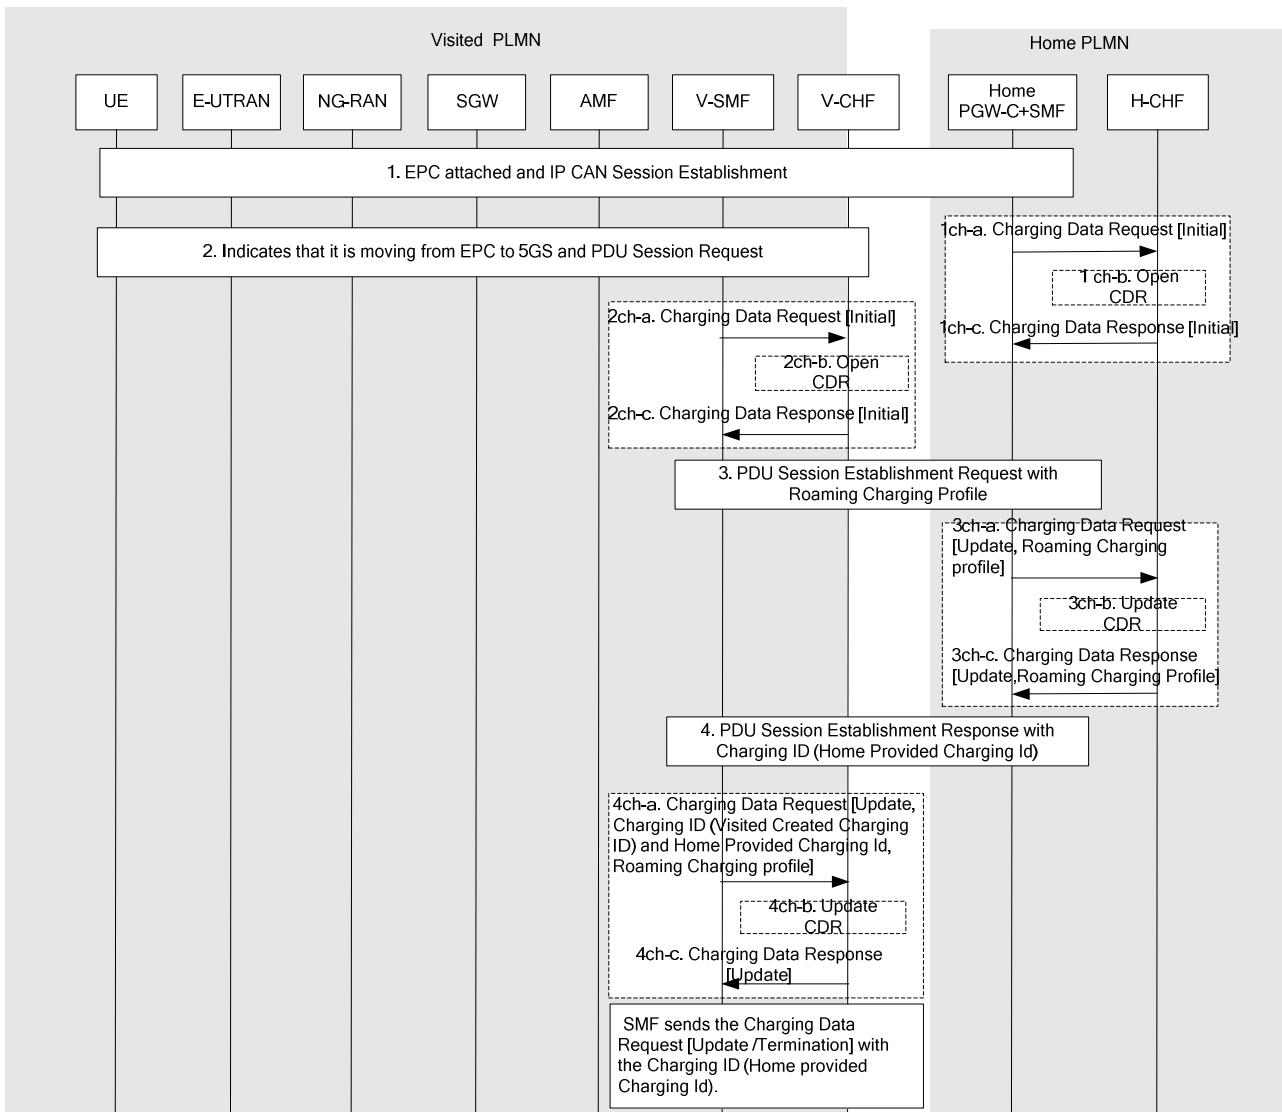 Visited PLMN
Home PLMN
UE
E-UTRAN
NG-RAN
SGW
AMF
V-SMF
V-CHF
Home
PGW-C+SMF
H-CHF
1. EPC attached and IP CAN Session Establishment
1ch-a. Charging Data Request [Initial]
2. Indicates that it is moving from EPC to 5GS and PDU Session Request
1 ch-b. Open
CDR
2ch-a. Charging Data Request [Initial]
1ch-c. Charging Data Response [Initial]
2ch-b. Open
CDR
2ch-c. Charging Data Response [Initial]
3. PDU Session Establishment Request with
Roaming Charging Profile
3ch-a. Charging Data Request
[Update, Roaming Charging
profile]
3ch-b. Update
CDR
3ch-c. Charging Data Response
[Update,Roaming Charging Profile]
4. PDU Session Establishment Response with
Charging ID (Home Provided Charging Id)
4ch-a. Charging Data Request [Update,
Charging ID (Visited Created Charging
ID) and Home Provided Charging Id,
Roaming Charging profile]
4ch-b. Update
CDR
4ch-c. Charging Data Response
[Update]
SMF sends the Charging Data
Request [Update /Termination] with
the Charging ID (Home provided
Charging Id).